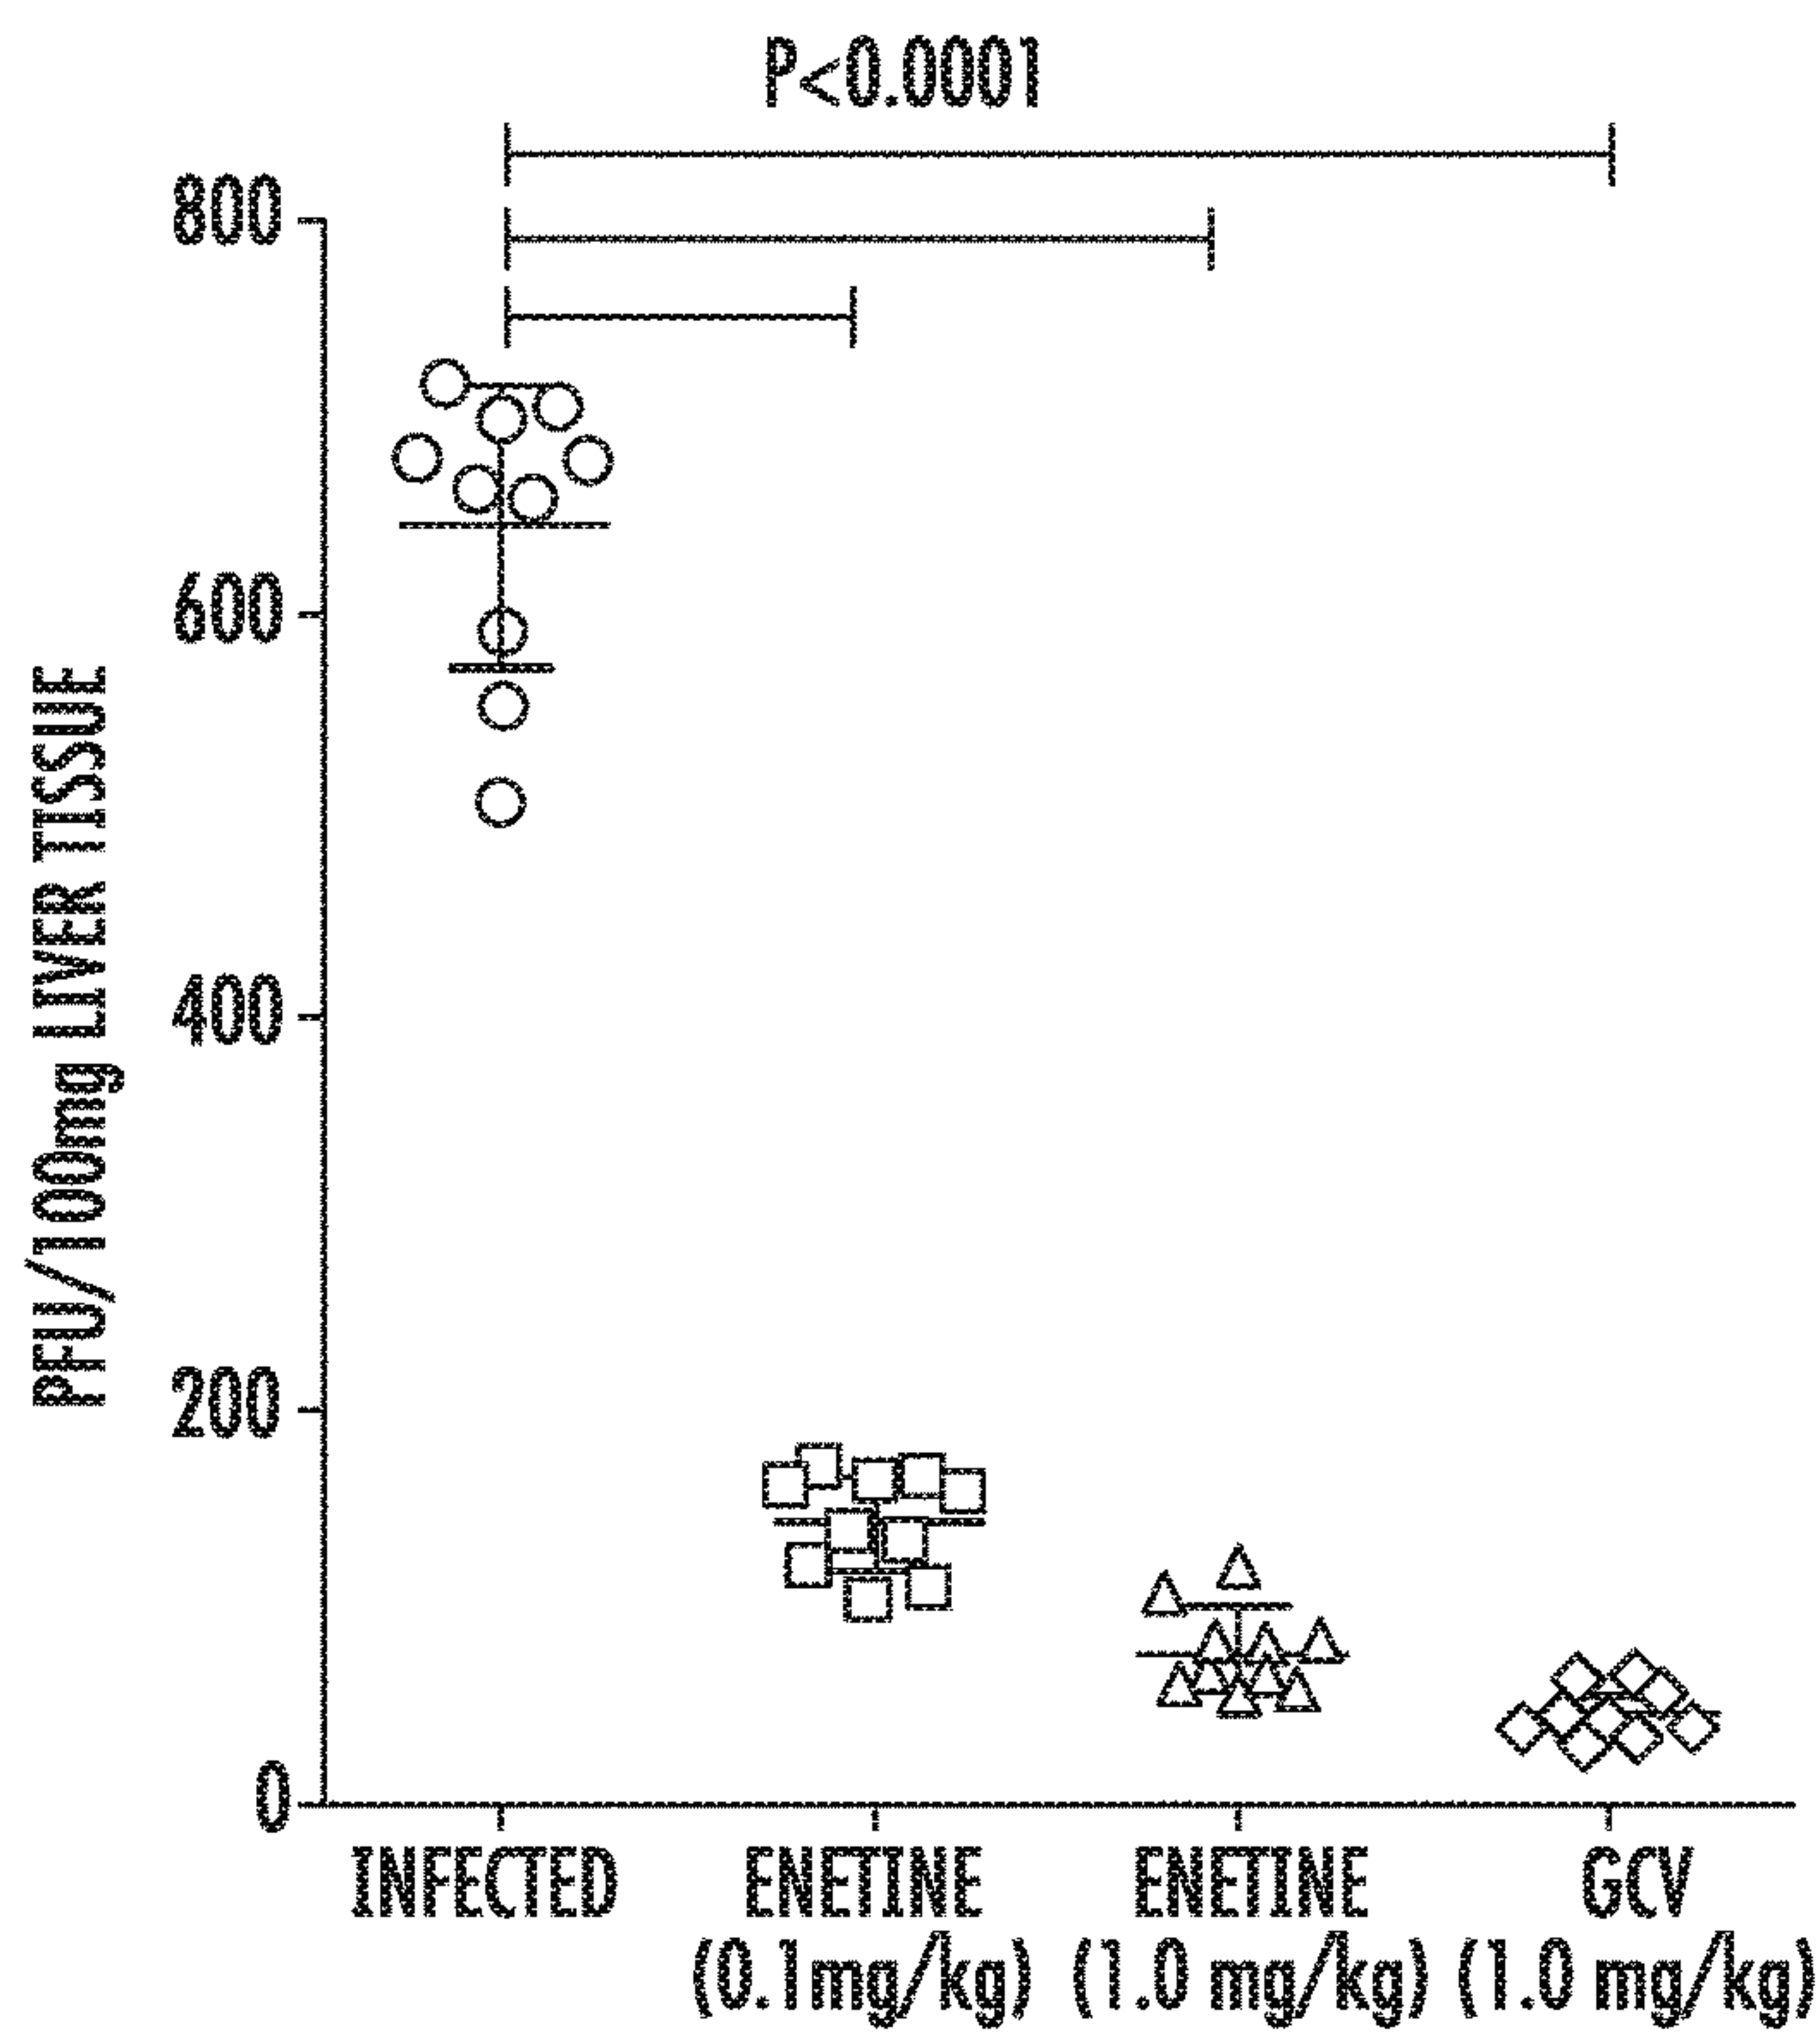 P<0.0001
800
600
400
200
0
PFU/100mg LIVER TISSUE
INFECTED
ENETINE
(0.1mg/kg)
ENETINE
(1.0 mg/kg)
GCV
(1.0 mg/kg)